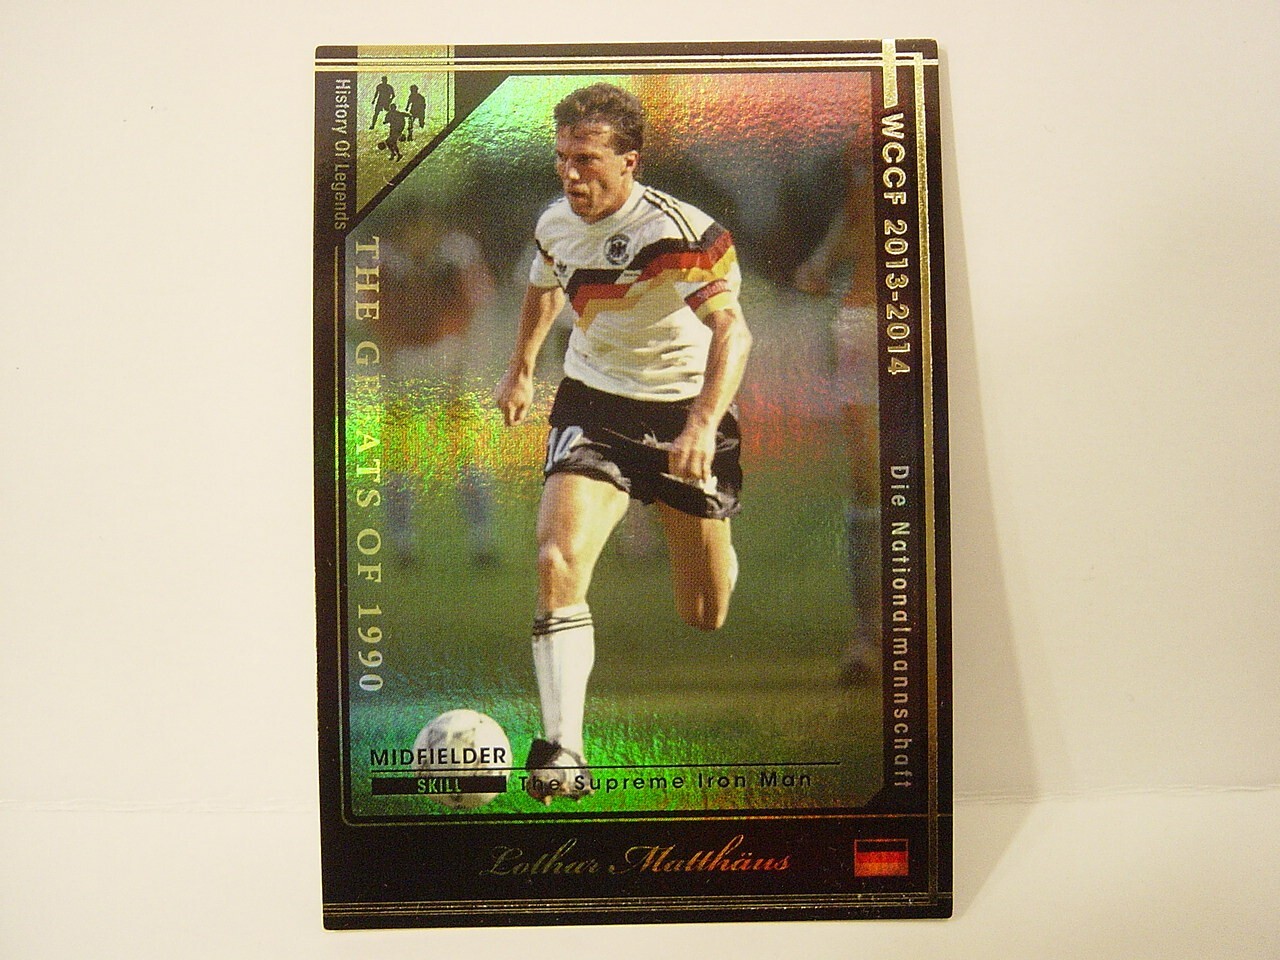 History Of Legends
WCCF 2013-2014
Die Nationalmannschaft
THE GREATS OF 1990
10
MIDFIELDER
SKILL The Supreme Iron Man
Lothar Matthäus